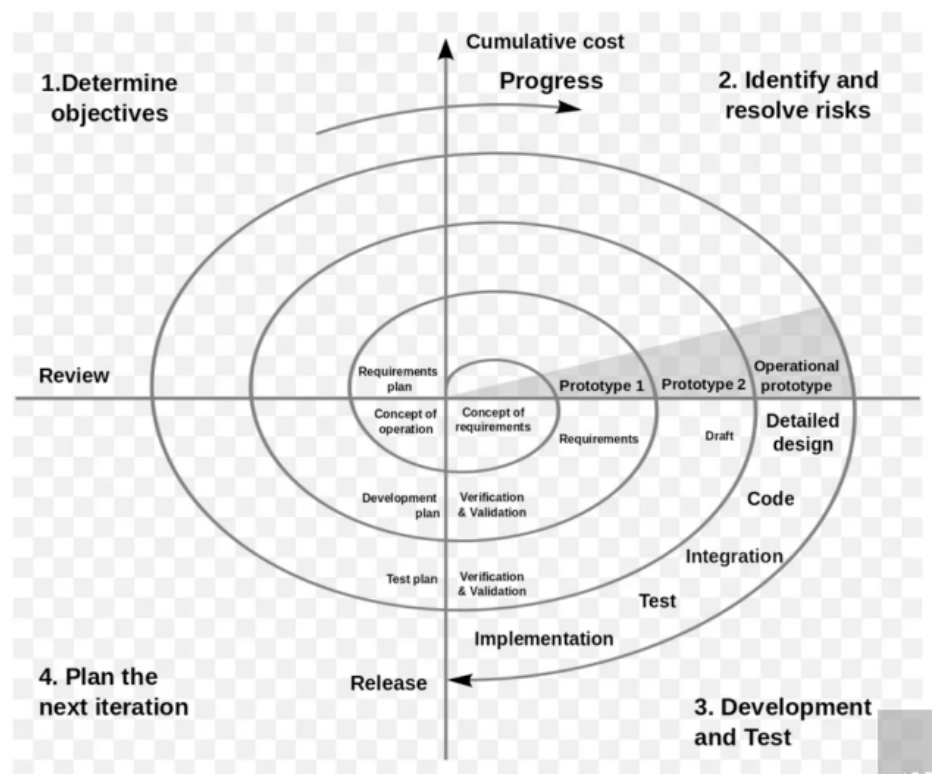 Cumulative cost
Progress
1.Determine
objectives
2. Identify and
resolve risks
Review
Requirements
plan
Prototype 1
Prototype 2
Operational
prototype
Concept of
operation
Concept of
requirements
Requirements
Draft
Detailed
design
Development
plan
Verification
& Validation
Code
Integration
Test plan
Verification
& Validation
Test
Implementation
Release
4. Plan the
next iteration
3. Development
and Test